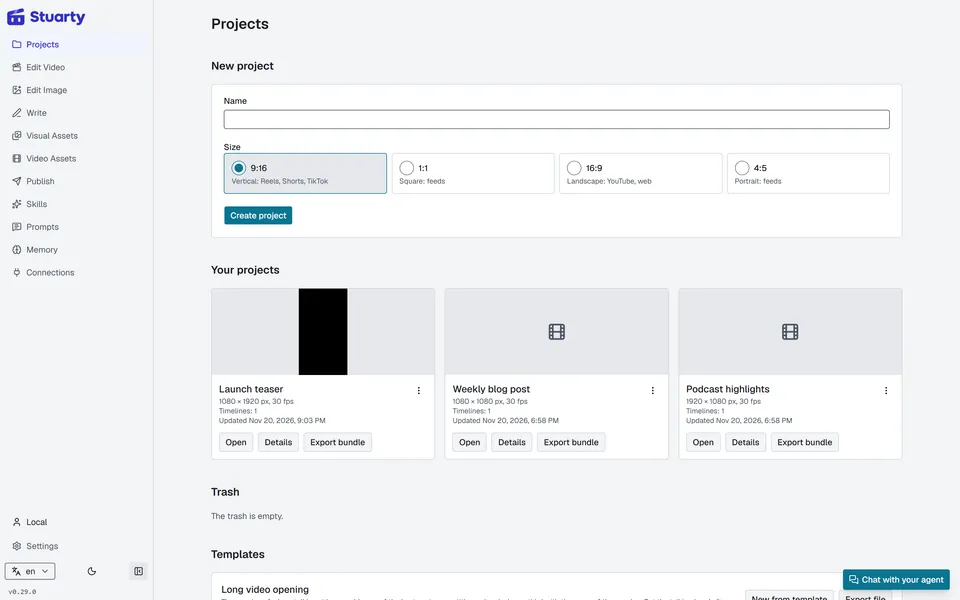 Stuarty
Projects
Edit Video
Edit Image
Write
Visual Assets
Video Assets
Publish
Skills
Prompts
Memory
Connections
Local
Settings
en
v0.29.0
Projects
New project
Name
Size
9:16
Vertical: Reels, Shorts, TikTok
1:1
Square: feeds
16:9
Landscape: YouTube, web
4:5
Portrait: feeds
Create project
Your projects
Launch teaser
1080 × 1920 px, 30 fps
Timelines: 1
Updated Nov 20, 2026, 9:03 PM
Open Details Export bundle
Weekly blog post
1080 × 1080 px, 30 fps
Timelines: 1
Updated Nov 20, 2026, 6:58 PM
Open Details Export bundle
Podcast highlights
1920 × 1080 px, 30 fps
Timelines: 1
Updated Nov 20, 2026, 6:58 PM
Open Details Export bundle
Trash
The trash is empty.
Templates
Long video opening
New from template Export file
Chat with your agent